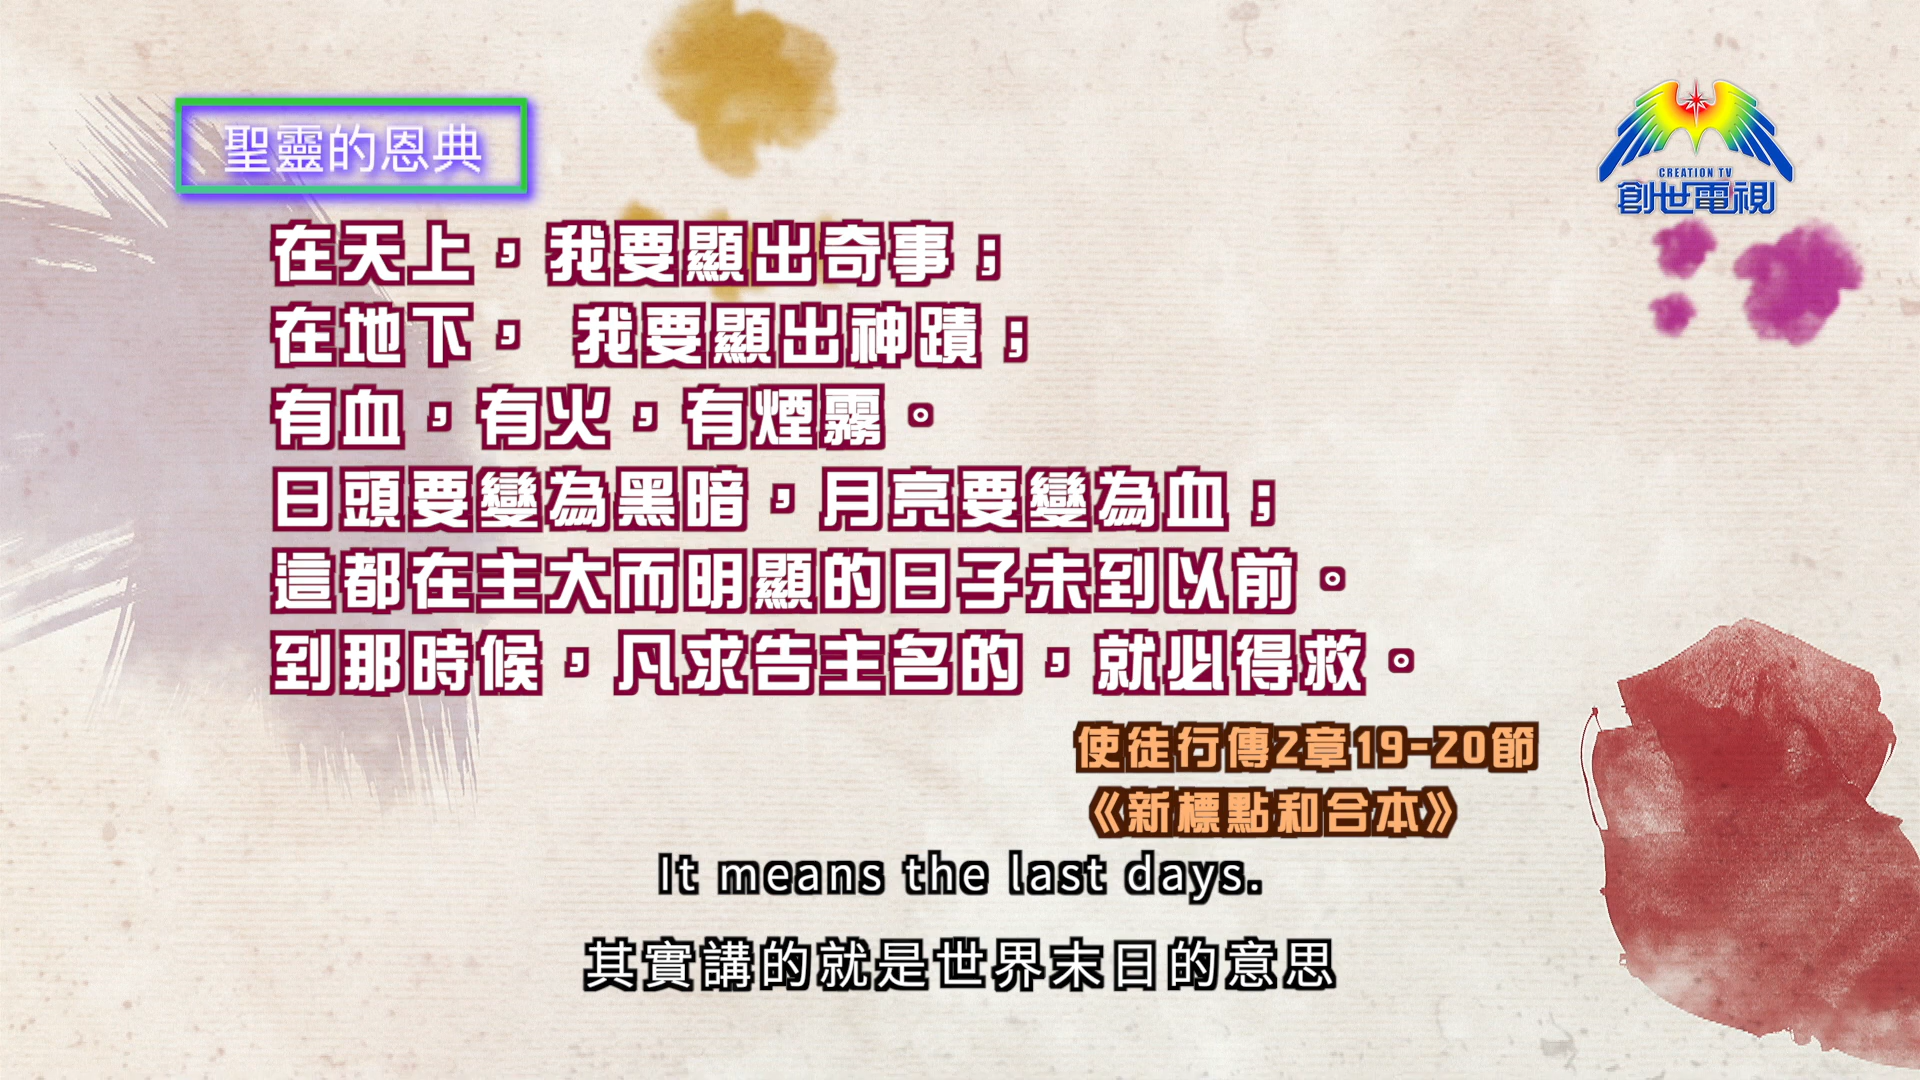 聖靈的恩典
CREATION TV
創世電視
在天上，我要顯出奇事；
在地下， 我要顯出神蹟；
有血，有火，有煙霧。
日頭要變為黑暗，月亮要變為血；
這都在主大而明顯的日子未到以前。
到那時候，凡求告主名的，就必得救。
使徒行傳2章19-20節
《新標點和合本》
It means the last days.
其實講的就是世界末日的意思